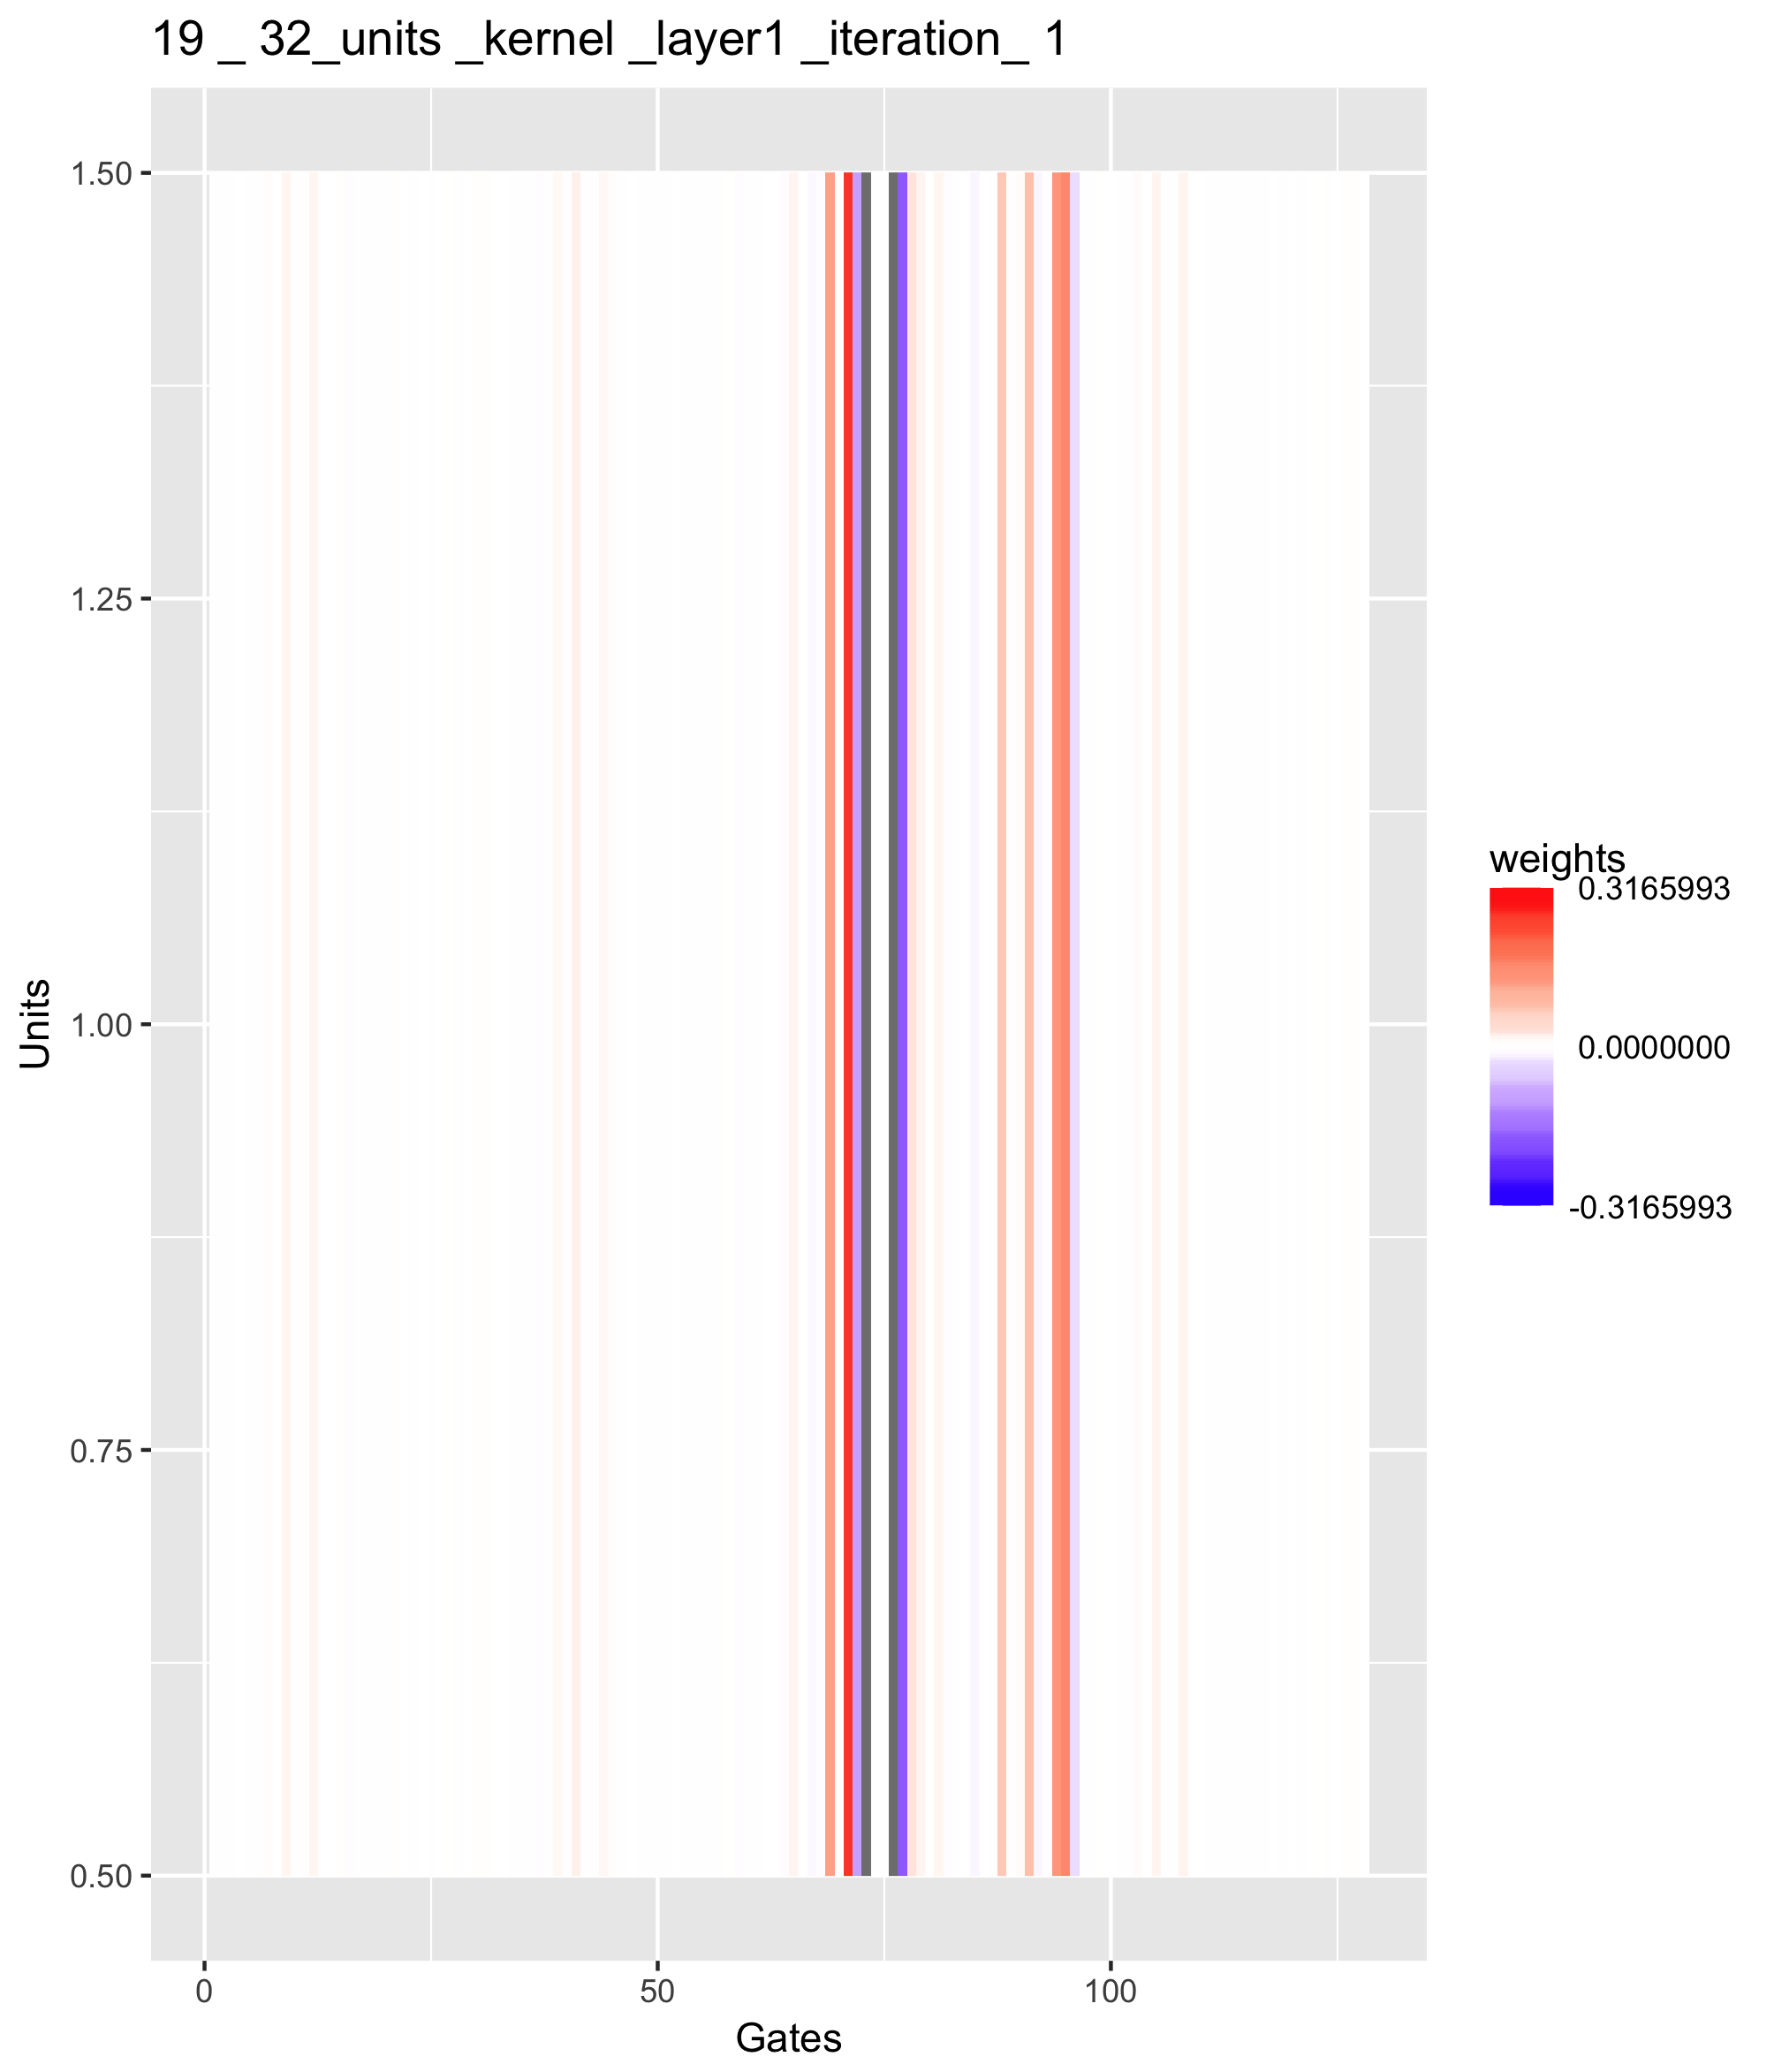 19 _ 32_units _kernel _layer1 _iteration_ 1
1.50
1.25
1.00
0.75
0.50
Units
0
50
100
Gates
weights
0.3165993
0.0000000
-0.3165993